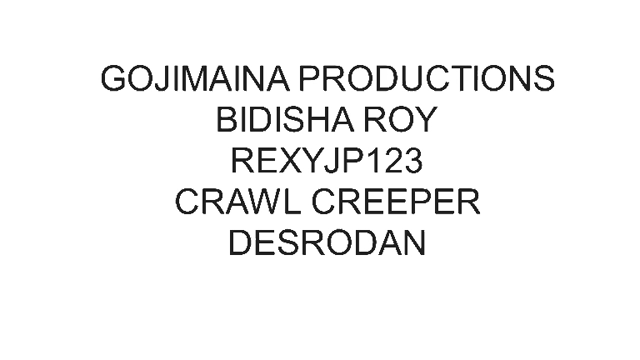 GOJIMAINA PRODUCTIONS
BIDISHA ROY
REXYJP123
CRAWL CREEPER
DESRODAN